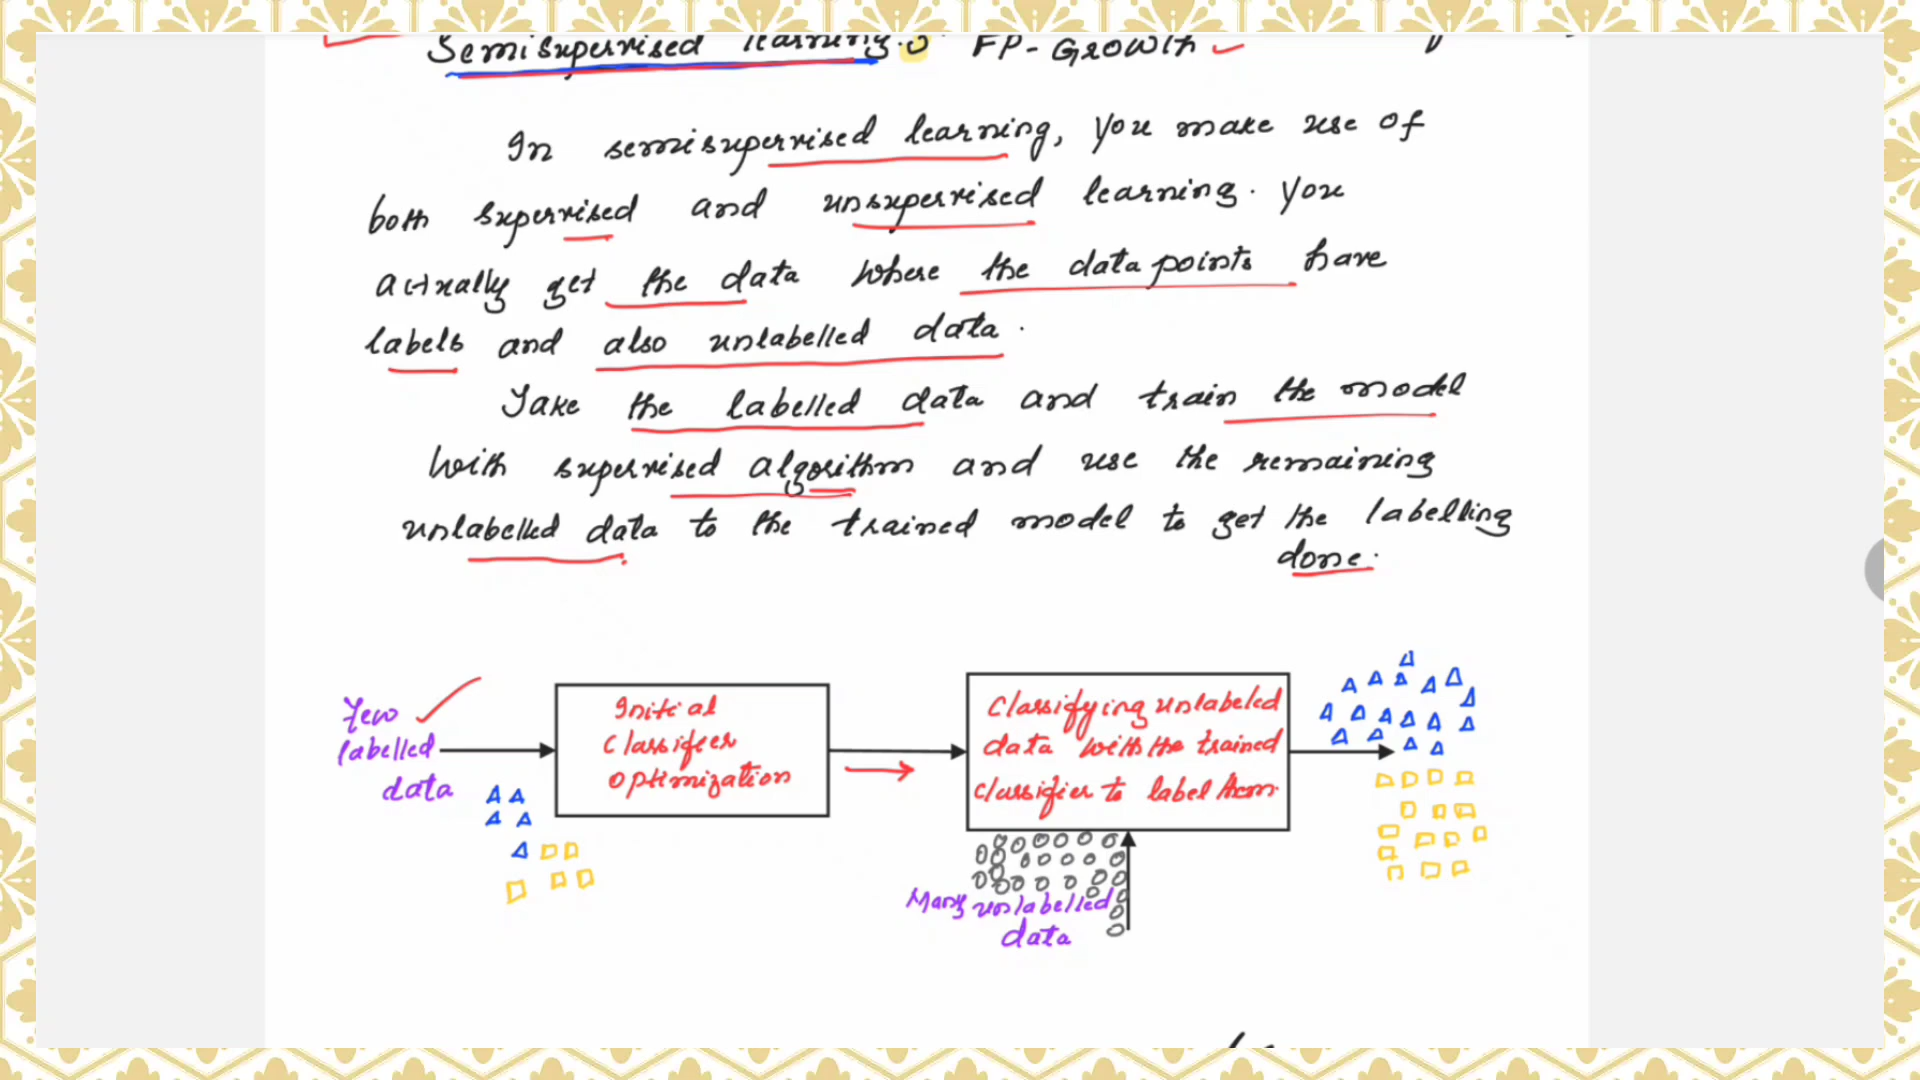 Semisupervised learning. FP-Growth
In semisupervised learning, you make use of
both supervised and unsupervised learning. you
actually get the data where the data points have
labels and also unlabelled data.
Take the labelled data and train the model
with supervised algorithm and use the remaining
unlabelled data to the trained model to get the labelling
done.
Few
labelled
data
Initial
Classifier
optimization
Classifying unlabeled
data with the trained
classifier to label them.
Many unlabelled
data